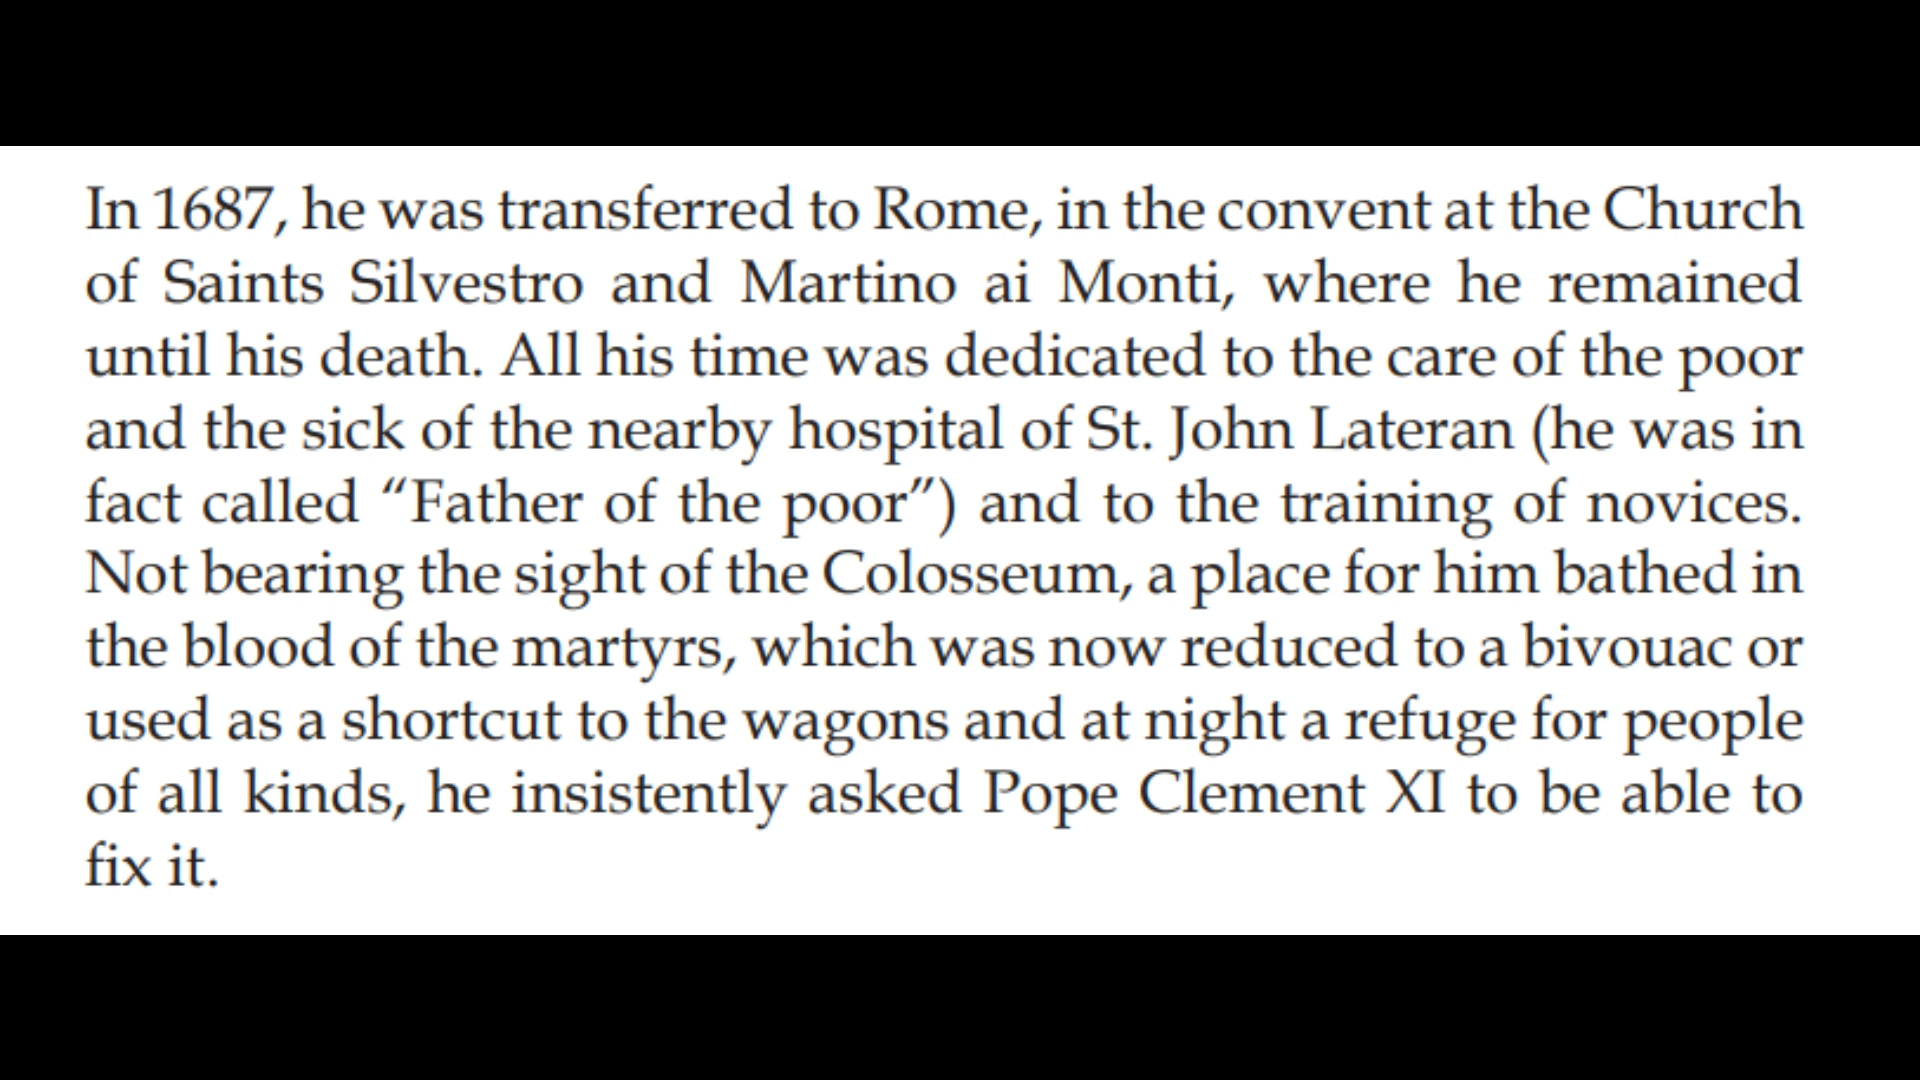 In 1687, he was transferred to Rome, in the convent at the Church
of Saints Silvestro and Martino ai Monti, where he remained
until his death. All his time was dedicated to the care of the poor
and the sick of the nearby hospital of St. John Lateran (he was in
fact called “Father of the poor”) and to the training of novices.
Not bearing the sight of the Colosseum, a place for him bathed in
the blood of the martyrs, which was now reduced to a bivouac or
used as a shortcut to the wagons and at night a refuge for people
of all kinds, he insistently asked Pope Clement XI to be able to
fix it.